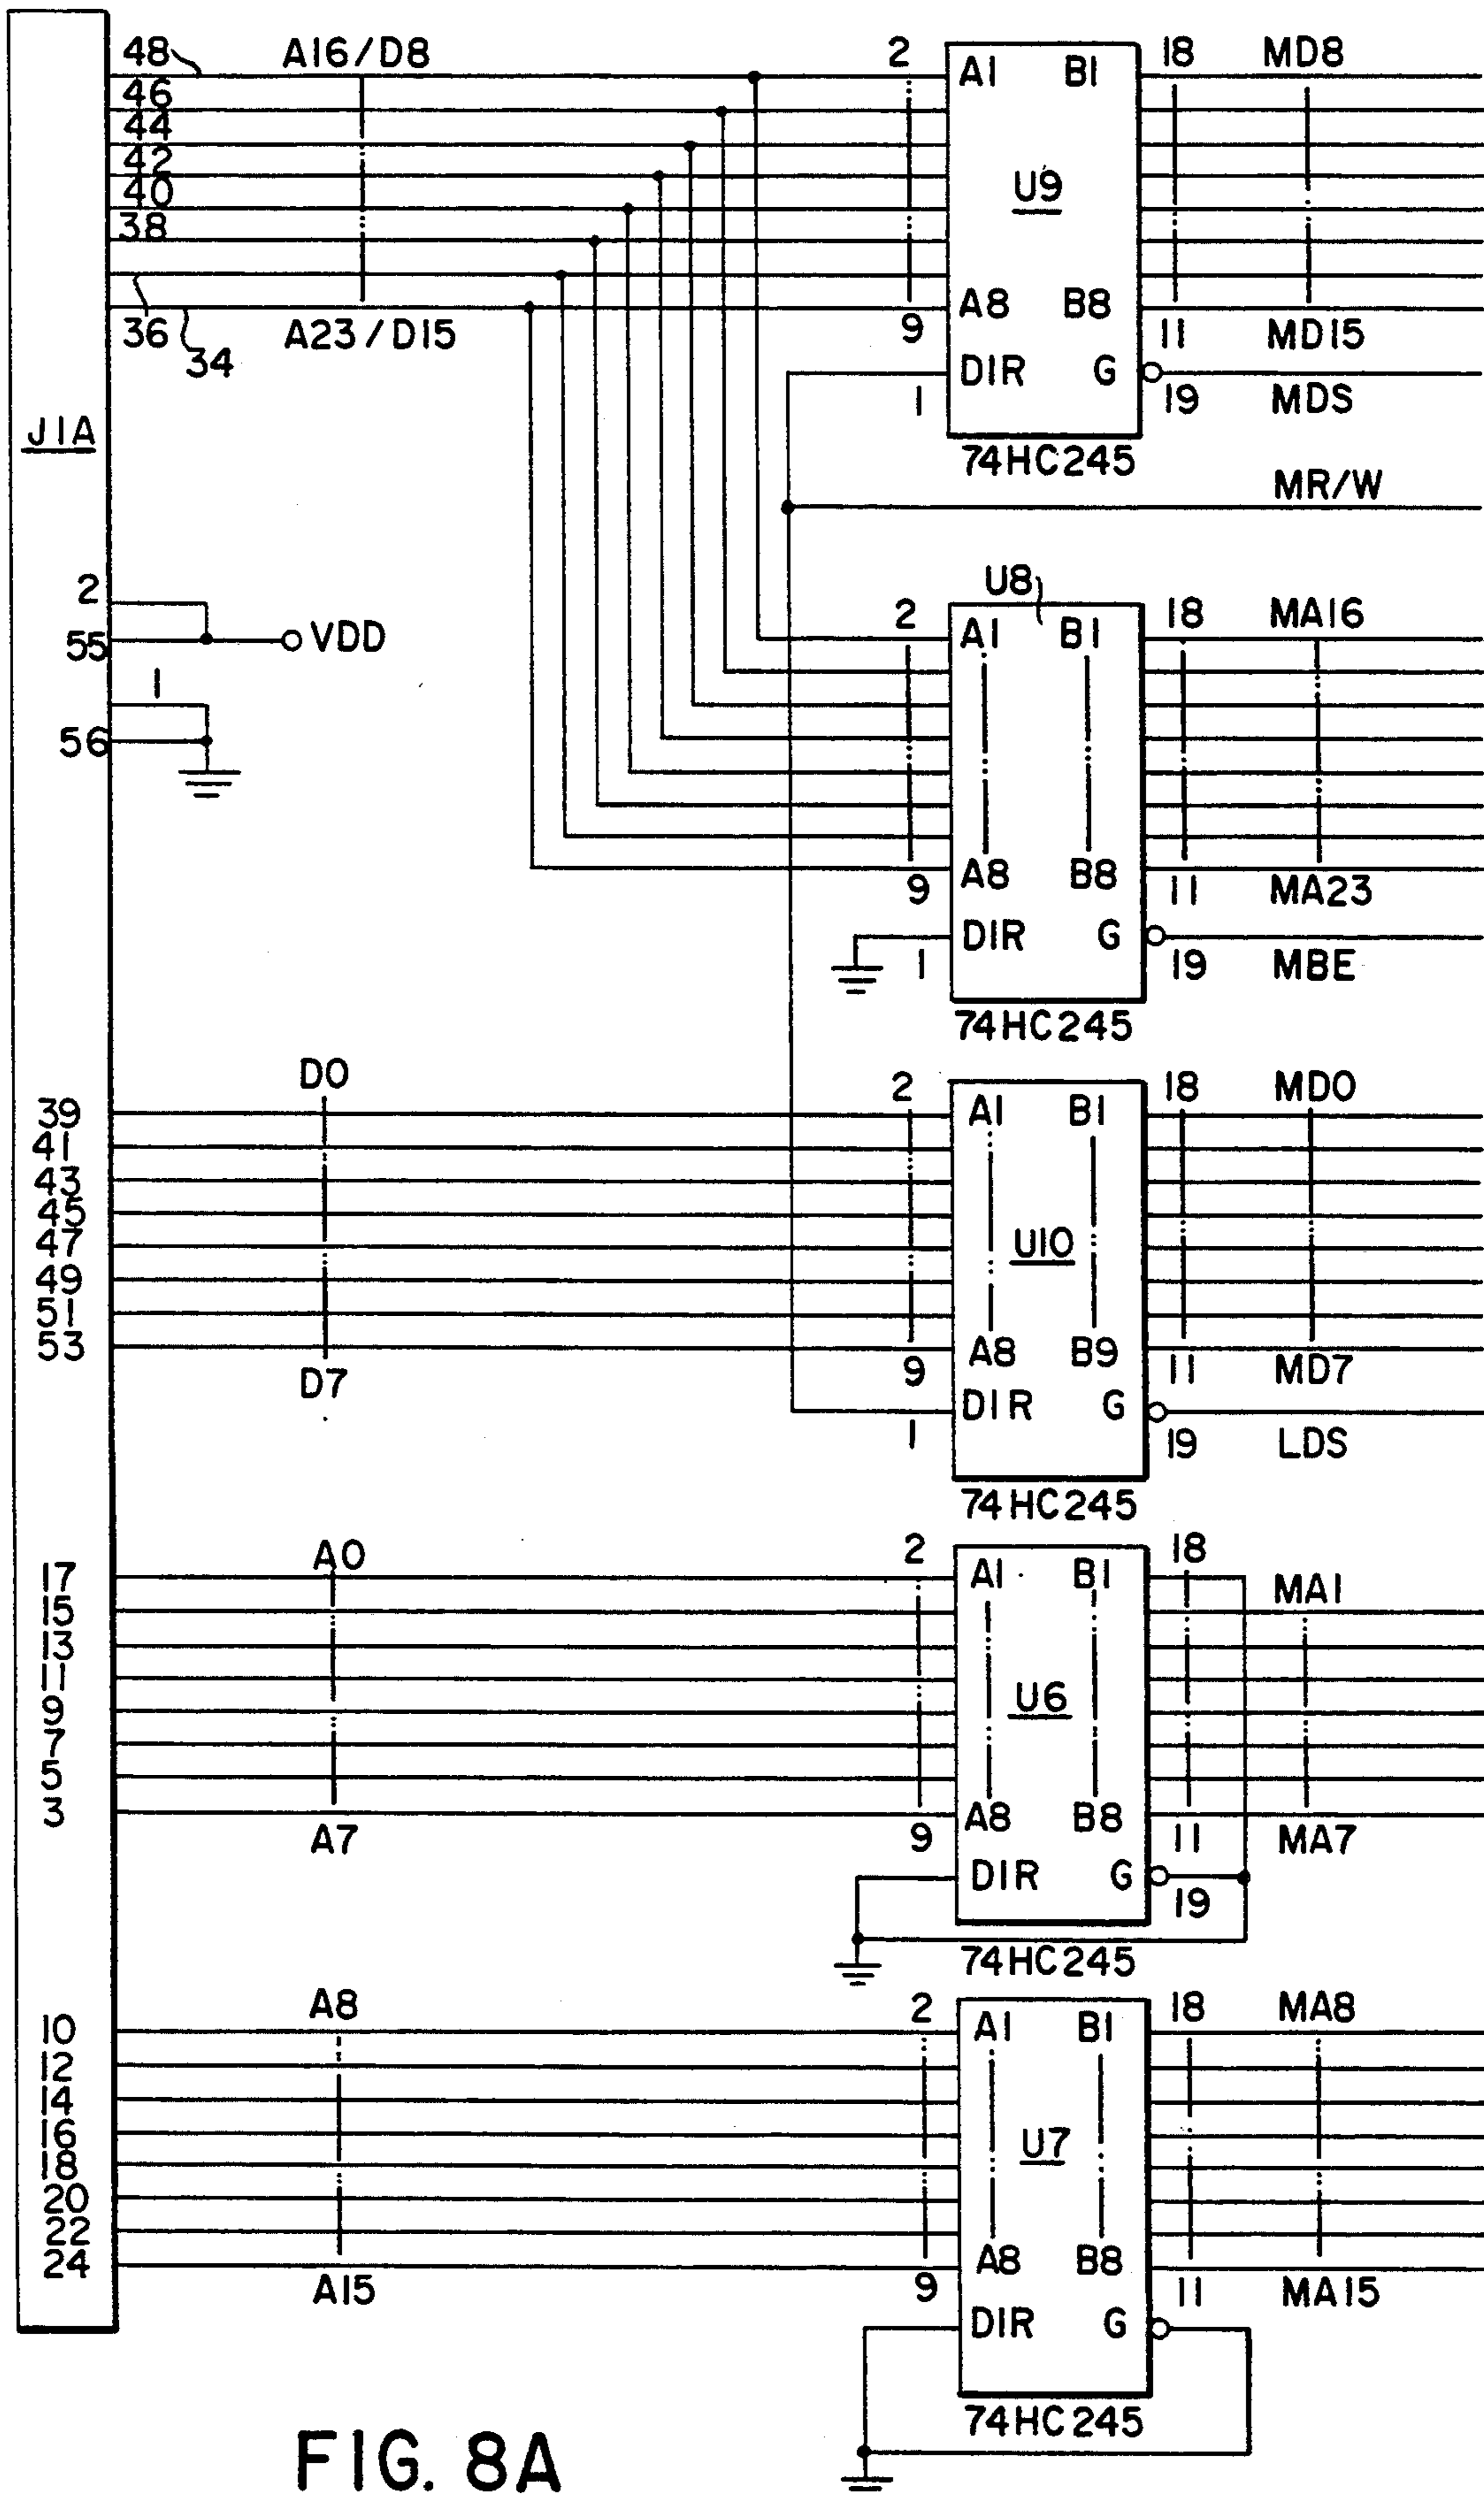 48 A16/D8 2 A1 B1 18 MD8
46
44
42
40 U9
38
36 34 A23/D15 9 A8 B8 11 MD15
1 DIR G 19 MDS
J1A
74HC245
MR/W
2
55 VDD
1
56
U8
2 A1 B1 18 MA16
9 A8 B8 11 MA23
1 DIR G 19 MBE
74HC245
D0
39 2 A1 B1 18 MD0
41
43
45
47 U10
49
51
53 9 A8 B9 11 MD7
D7
1 DIR G 19 LDS
74HC245
A0
17 2 A1 B1 18
15 MA1
13
11
9 U6
7
5
3 9 A8 B8 11 MA7
A7
DIR G 19
74HC245
A8
10 2 A1 B1 18 MA8
12
14
16 U7
18
20
22
24 9 A8 B8 11 MA15
A15
DIR G
74HC245
FIG. 8A